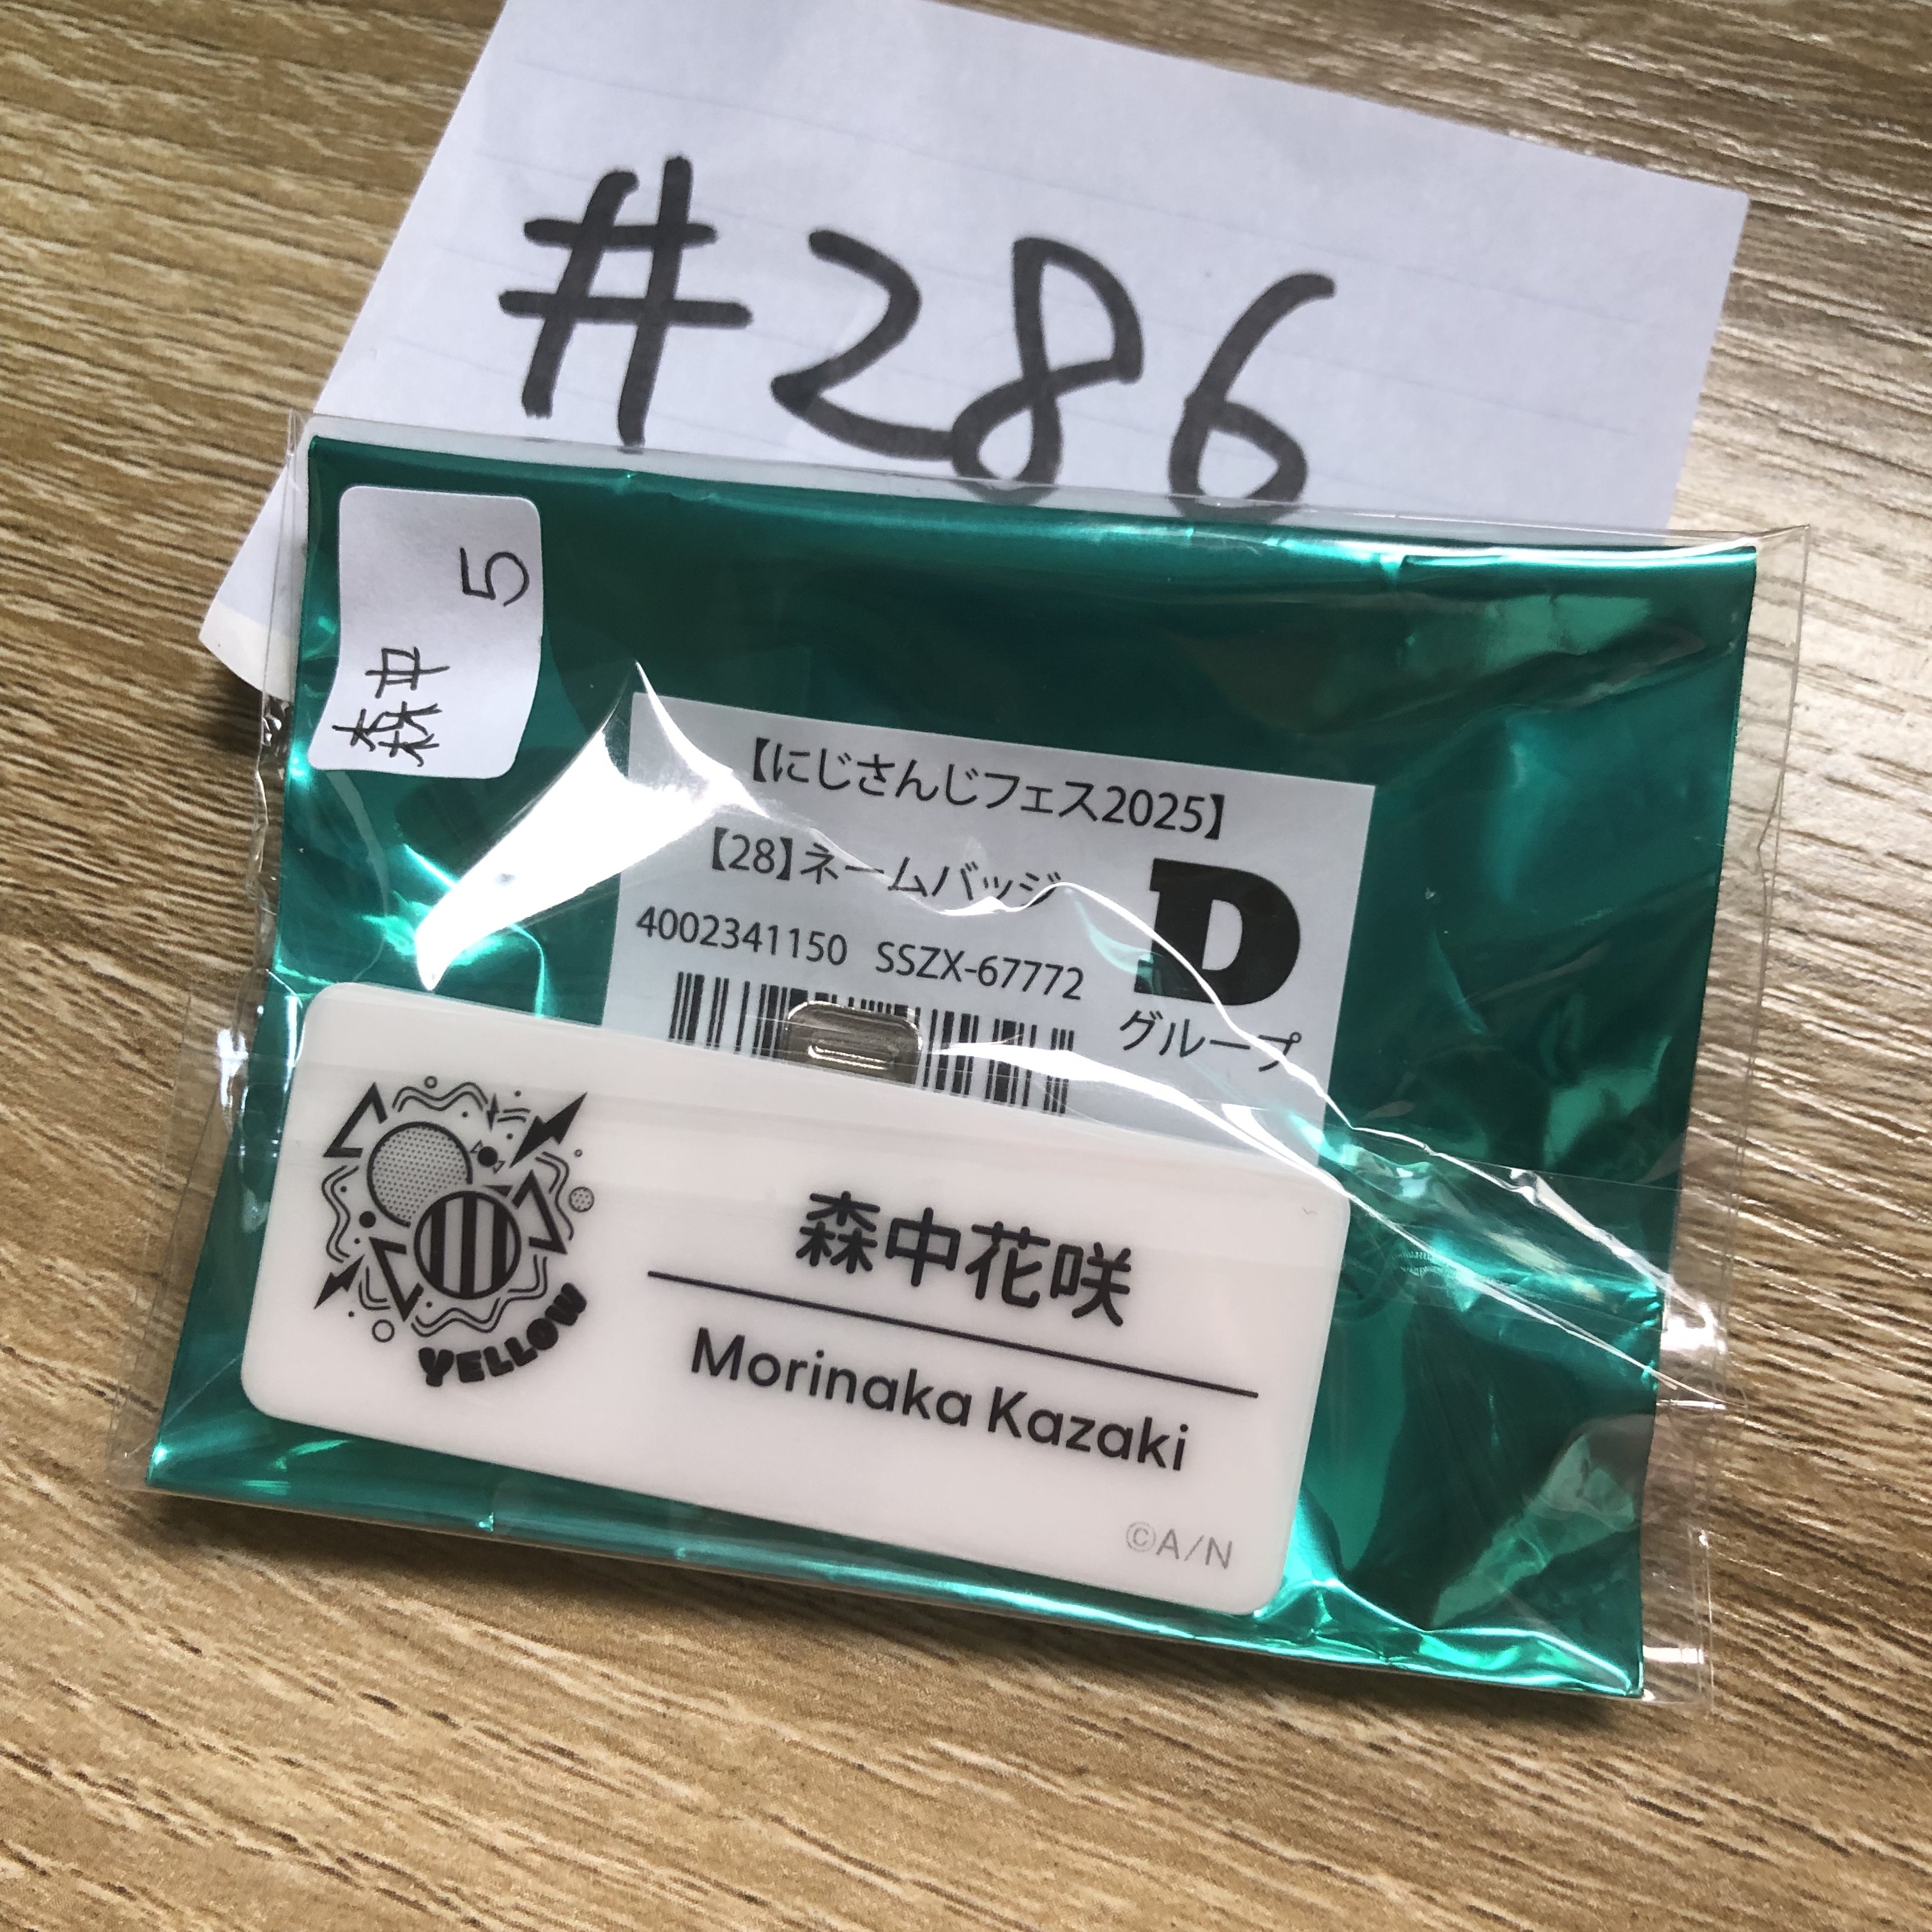 #286
森中 5
【にじさんじフェス2025】
【28】ネームバッジ
4002341150 SSZX-67772
D
グループ
YELLOW
森中花咲
Morinaka Kazaki
©A/N